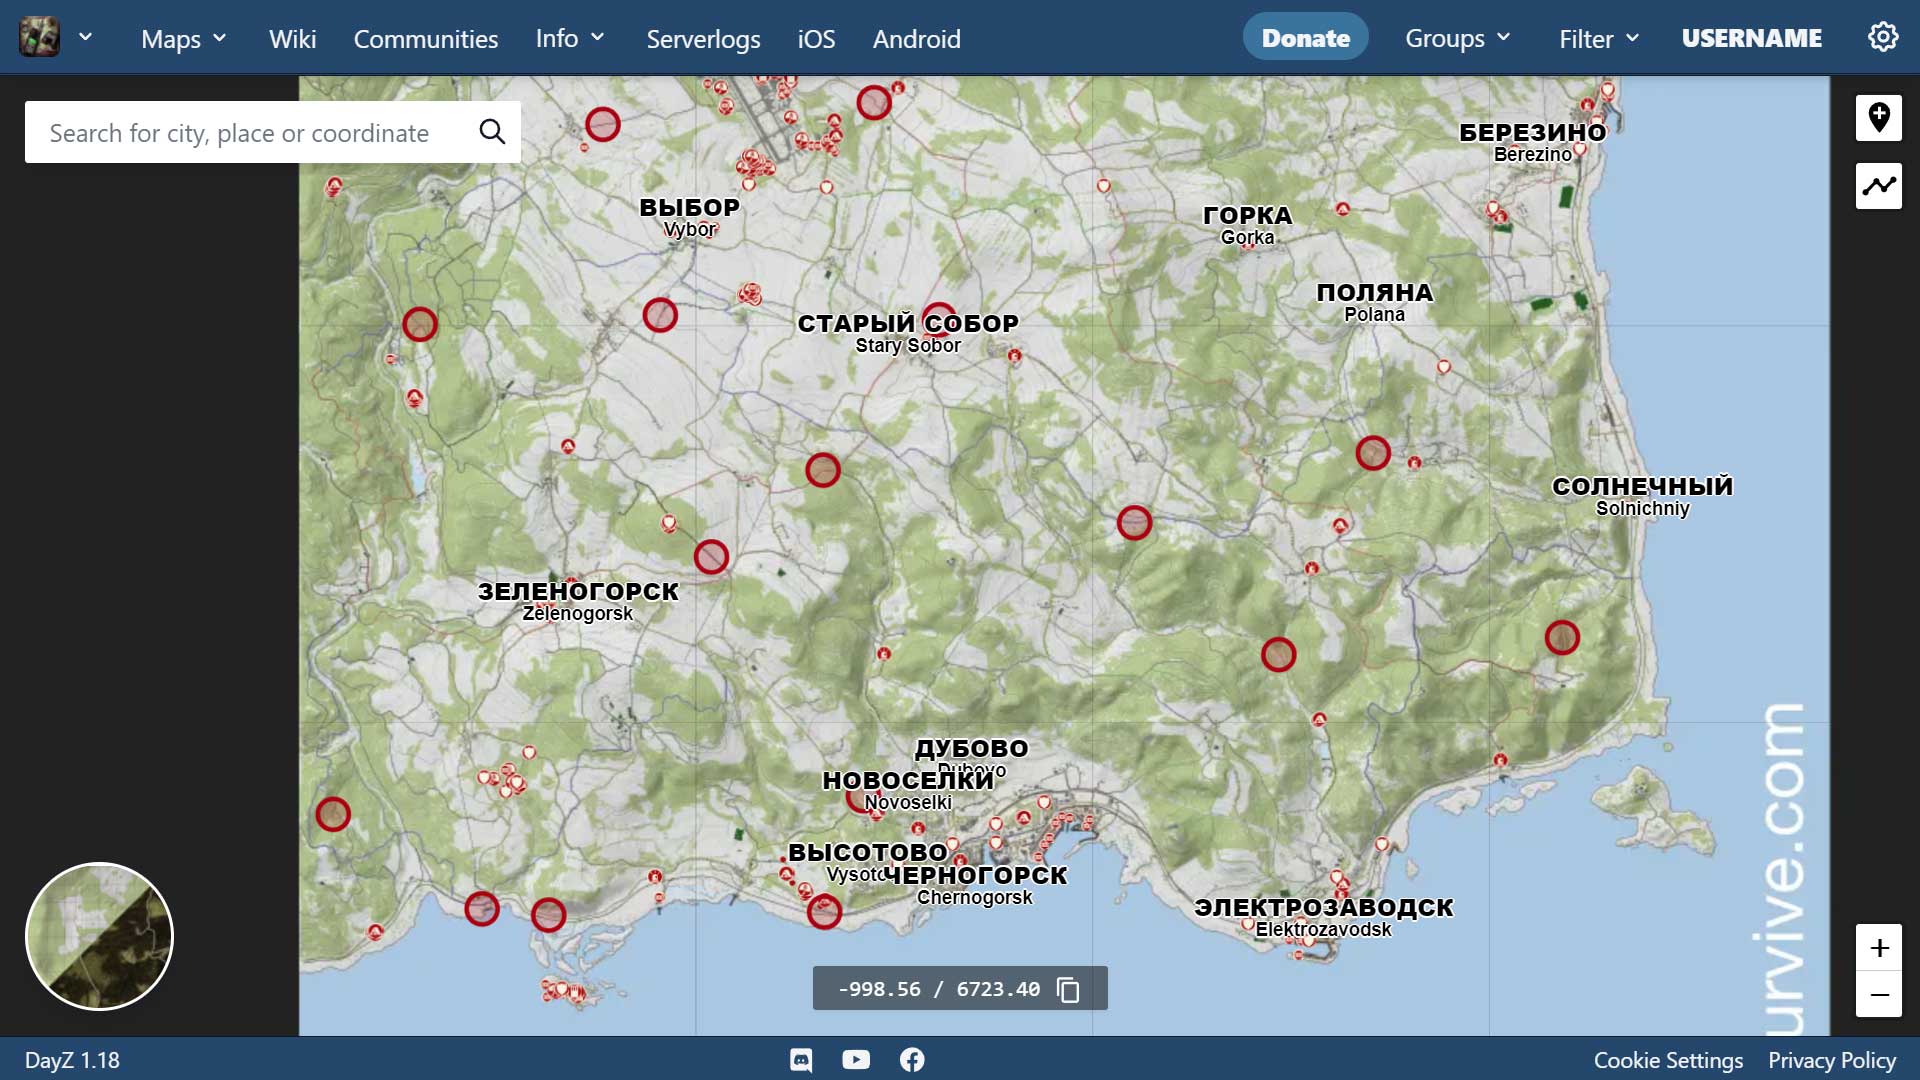 Maps Wiki Communities Info Serverlogs iOS Android Donate Groups Filter USERNAME
Search for city, place or coordinate
БЕРЕЗИНО
Berezino
ВЫБОР
Vybor
ГОРКА
Gorka
ПОЛЯНА
Polana
СТАРЫЙ СОБОР
Stary Sobor
СОЛНЕЧНЫЙ
Solnichniy
ЗЕЛЕНОГОРСК
Zelenogorsk
ДУБОВО
Dubovo
НОВОСЕЛКИ
Novoselki
ВЫСОТОВО
Vysoto
ЧЕРНОГОРСК
Chernogorsk
ЭЛЕКТРОЗАВОДСК
Elektrozavodsk
urvive.com
-998.56 / 6723.40
DayZ 1.18
Cookie Settings Privacy Policy